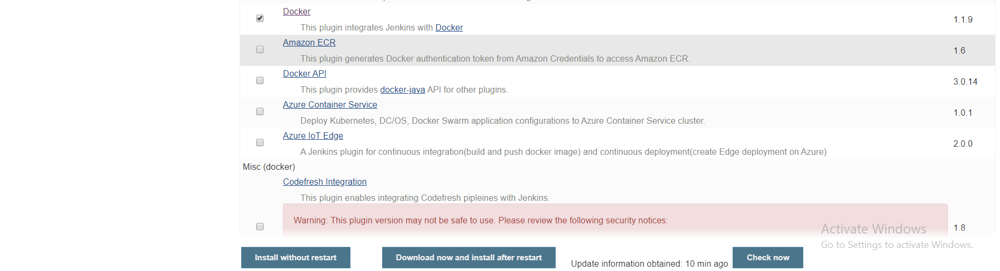 Docker
This plugin integrates Jenkins with Docker
1.1.9
Amazon ECR
This plugin generates Docker authentication token from Amazon Credentials to access Amazon ECR.
1.6
Docker API
This plugin provides docker-java API for other plugins.
3.0.14
Azure Container Service
Deploy Kubernetes, DC/OS, Docker Swarm application configurations to Azure Container Service cluster.
1.0.1
Azure IoT Edge
A Jenkins plugin for continuous integration(build and push docker image) and continuous deployment(create Edge deployment on Azure)
2.0.0
Misc (docker)
Codefresh Integration
This plugin enables integrating Codefresh pipleines with Jenkins.
Warning: This plugin version may not be safe to use. Please review the following security notices:
1.8
Activate Windows
Go to Settings to activate Windows.
Install without restart
Download now and install after restart
Update information obtained: 10 min ago
Check now